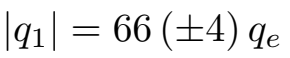 |q₁| = 66 (±4) qₑ